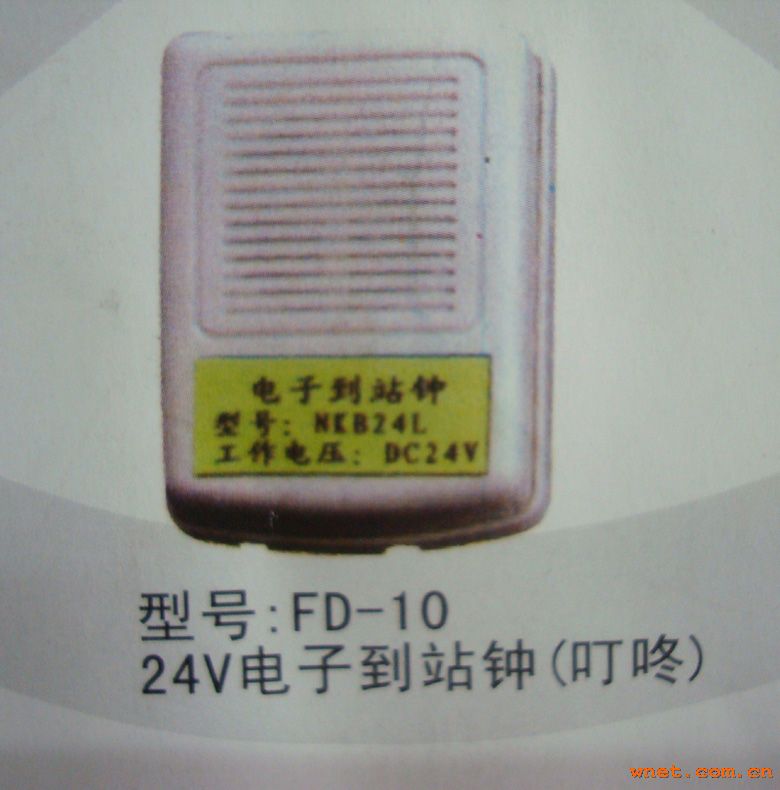 电子到站钟
型号: NKB24L
工作电压: DC24V
型号:FD-10
24V电子到站钟(叮咚)
wnet.com.cn